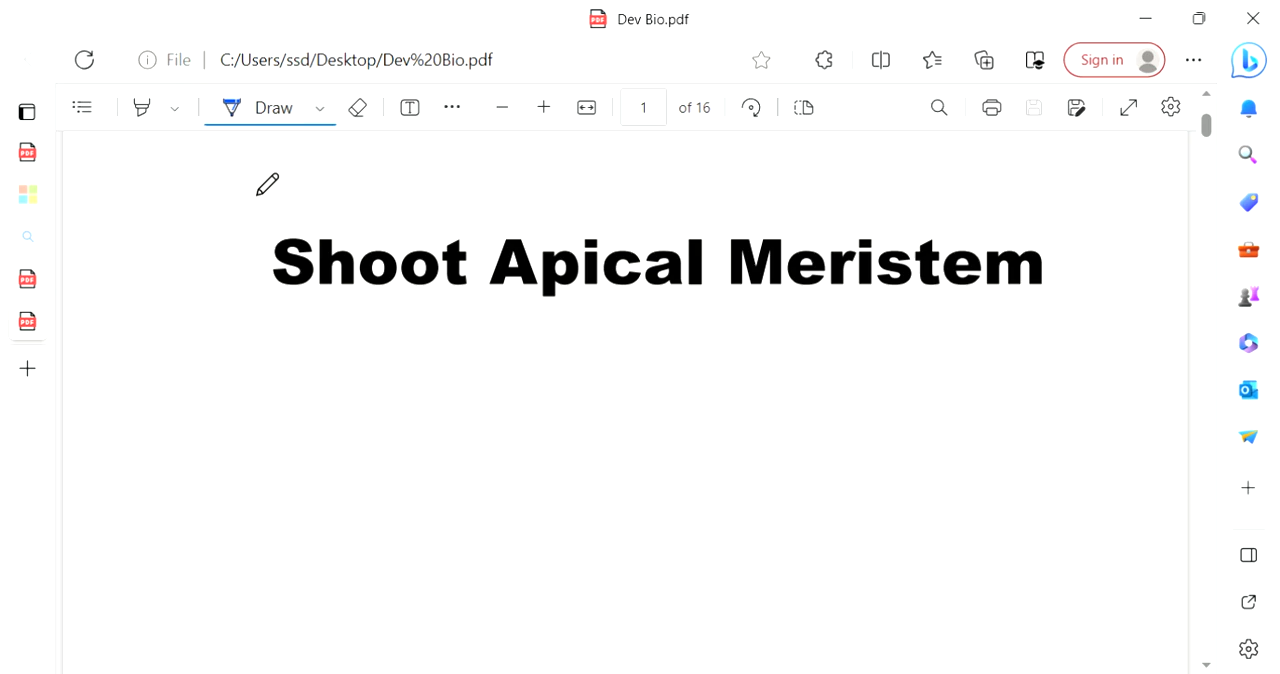 Dev Bio.pdf
File | C:/Users/ssd/Desktop/Dev%20Bio.pdf
Sign in
Draw
1 of 16
Shoot Apical Meristem